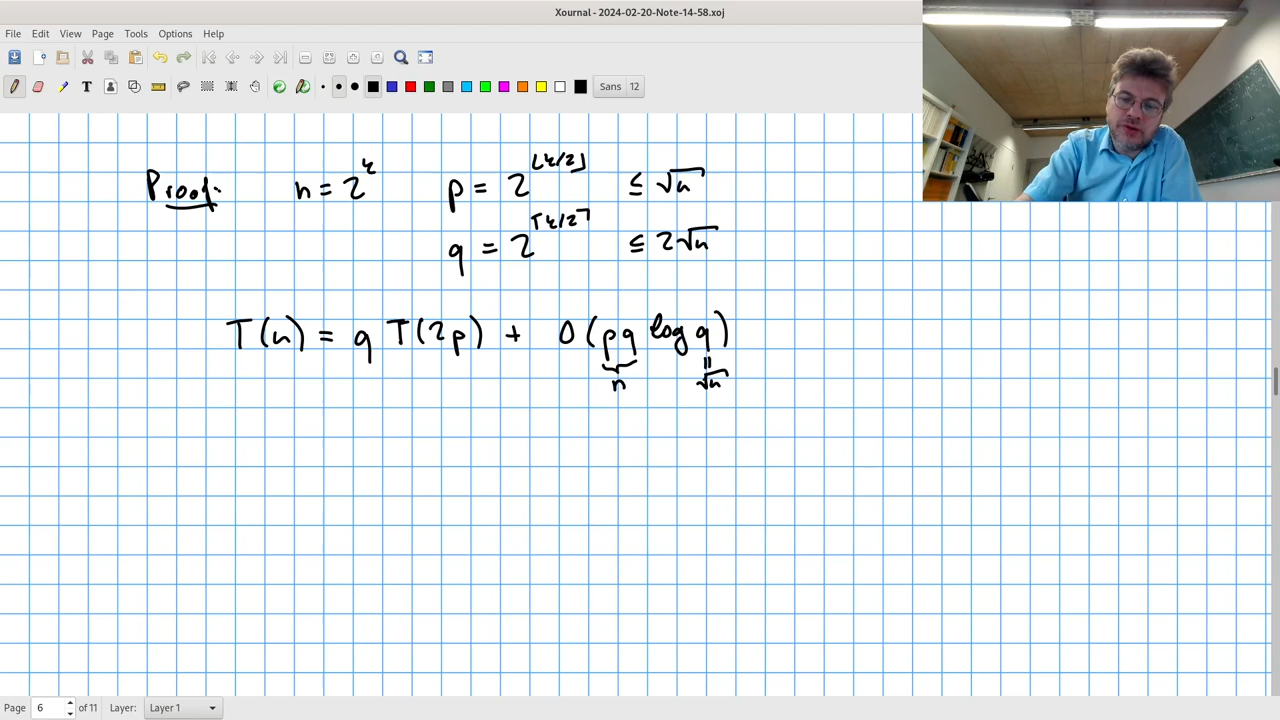 Xournal - 2024-02-20-Note-14-58.xoj
File Edit View Page Tools Options Help
T Sans 12
Proof: n = 2^k p = 2^⌊k/2⌋ ≤ √n
q = 2^⌈k/2⌉ ≤ 2√n
T(n) = q T(2p) + O(pq log q)
n = √n
Page 6 of 11 Layer: Layer 1